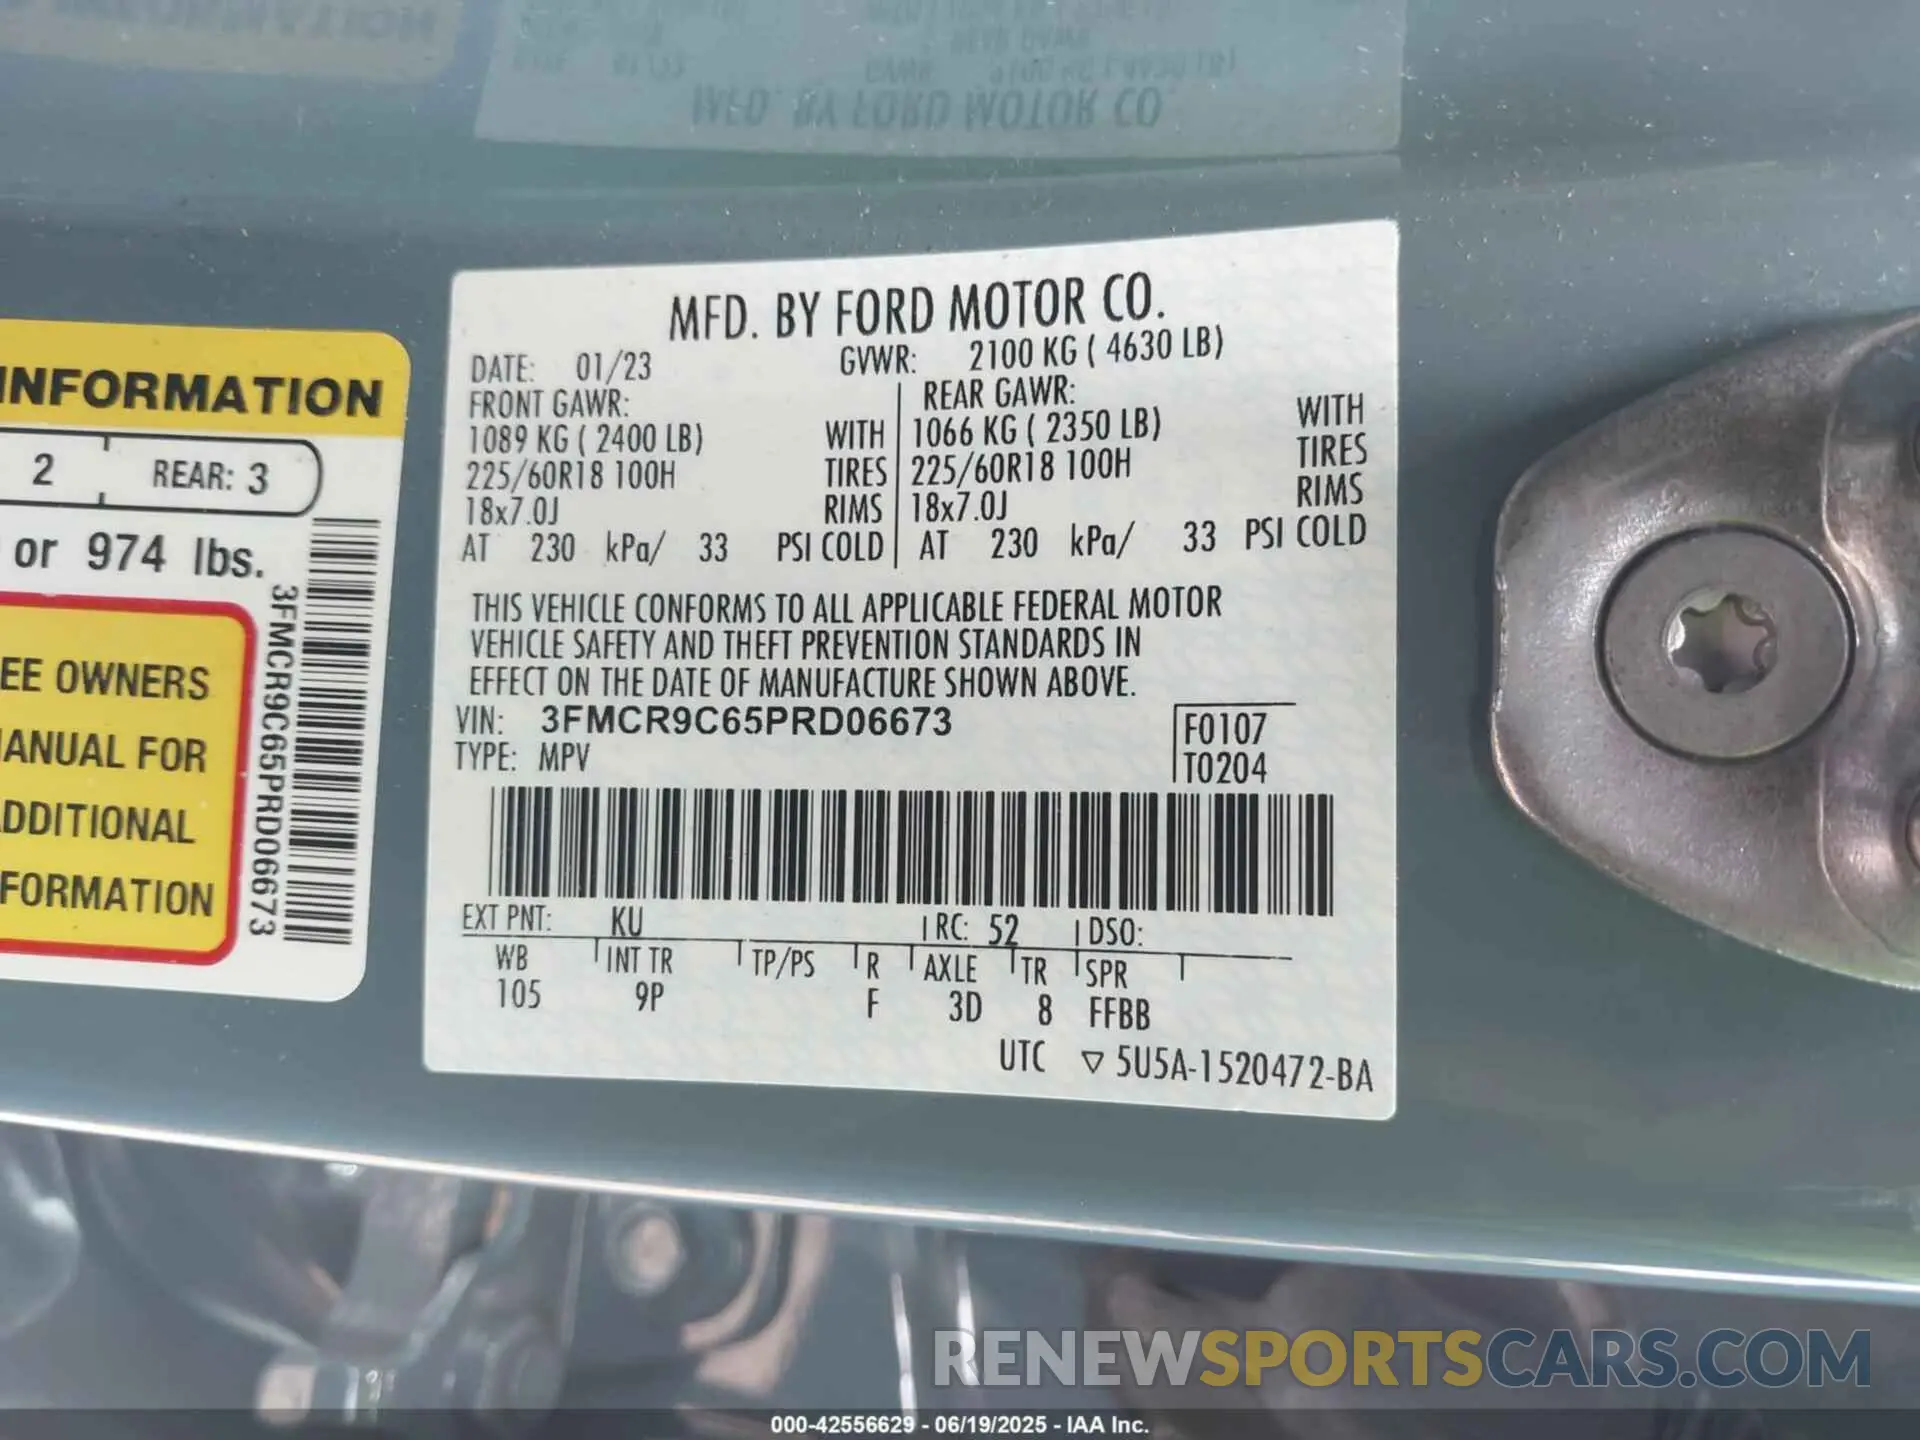 MFD. BY FORD MOTOR CO.
DATE: 01/23 GVWR: 2100 KG ( 4630 LB)
FRONT GAWR: REAR GAWR:
1089 KG ( 2400 LB) WITH 1066 KG ( 2350 LB) WITH
225/60R18 100H TIRES 225/60R18 100H TIRES
18x7.0J RIMS 18x7.0J RIMS
AT 230 kPa/ 33 PSI COLD AT 230 kPa/ 33 PSI COLD
THIS VEHICLE CONFORMS TO ALL APPLICABLE FEDERAL MOTOR
VEHICLE SAFETY AND THEFT PREVENTION STANDARDS IN
EFFECT ON THE DATE OF MANUFACTURE SHOWN ABOVE.
VIN: 3FMCR9C65PRD06673 F0107
TYPE: MPV T0204
EXT PNT: KU RC: 52 DSO:
WB INT TR TP/PS R AXLE TR SPR
105 9P F 3D 8 FFBB
UTC ▽ 5U5A-1520472-BA
INFORMATION
2 REAR: 3
or 974 lbs.
EE OWNERS
ANUAL FOR
DDITIONAL
FORMATION
3FMCR9C65PRD06673
RENEWSPORTSCARS.COM
000-42556629 - 06/19/2025 - IAA Inc.